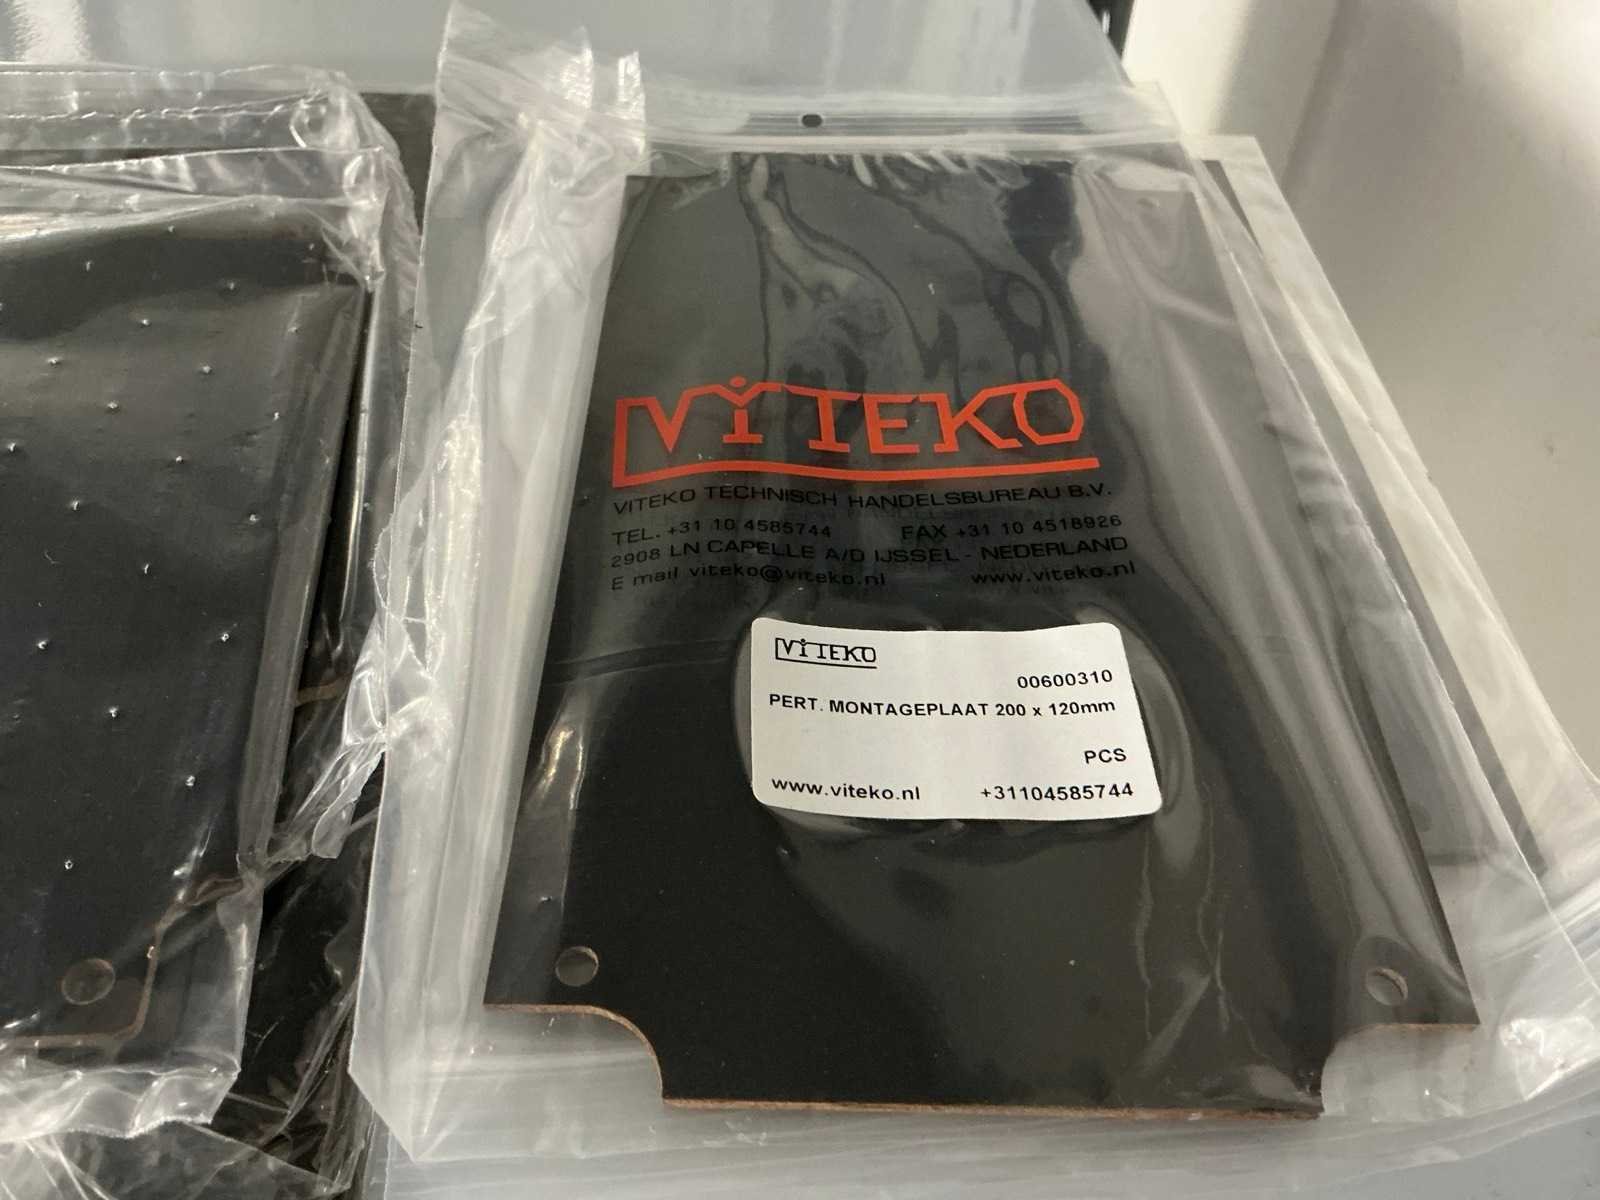 VITEKO
VITEKO TECHNISCH HANDELSBUREAU B.V.
TEL. +31 10 4585744 FAX +31 10 4518926
2908 LN CAPELLE A/D IJSSEL - NEDERLAND
E mail viteko@viteko.nl www.viteko.nl
VITEKO
00600310
PERT. MONTAGEPLAAT 200 x 120mm
PCS
www.viteko.nl +31104585744